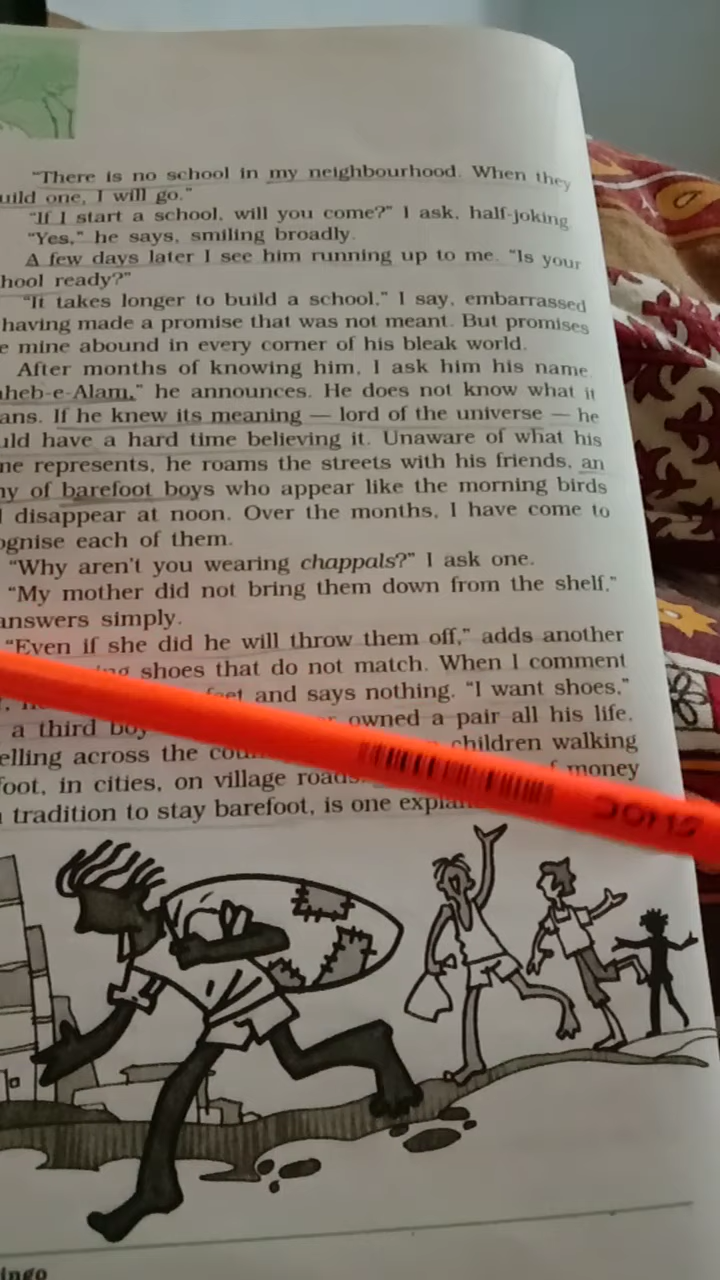 "There is no school in my neighbourhood. When they
uild one, I will go."
"If I start a school, will you come?" I ask, half-joking
"Yes," he says, smiling broadly.
A few days later I see him running up to me. "Is your
hool ready?"
"It takes longer to build a school," I say, embarrassed
having made a promise that was not meant. But promises
e mine abound in every corner of his bleak world.
After months of knowing him, I ask him his name
heb-e-Alam," he announces. He does not know what it
ans. If he knew its meaning — lord of the universe — he
uld have a hard time believing it. Unaware of what his
ne represents, he roams the streets with his friends, an
ny of barefoot boys who appear like the morning birds
disappear at noon. Over the months, I have come to
ognise each of them.
"Why aren't you wearing chappals?" I ask one.
"My mother did not bring them down from the shelf,"
answers simply.
"Even if she did he will throw them off," adds another
shoes that do not match. When I comment
feet and says nothing. "I want shoes,"
a third boy
owned a pair all his life.
elling across the
children walking
foot, in cities, on village
money
tradition to stay barefoot, is one
ingo